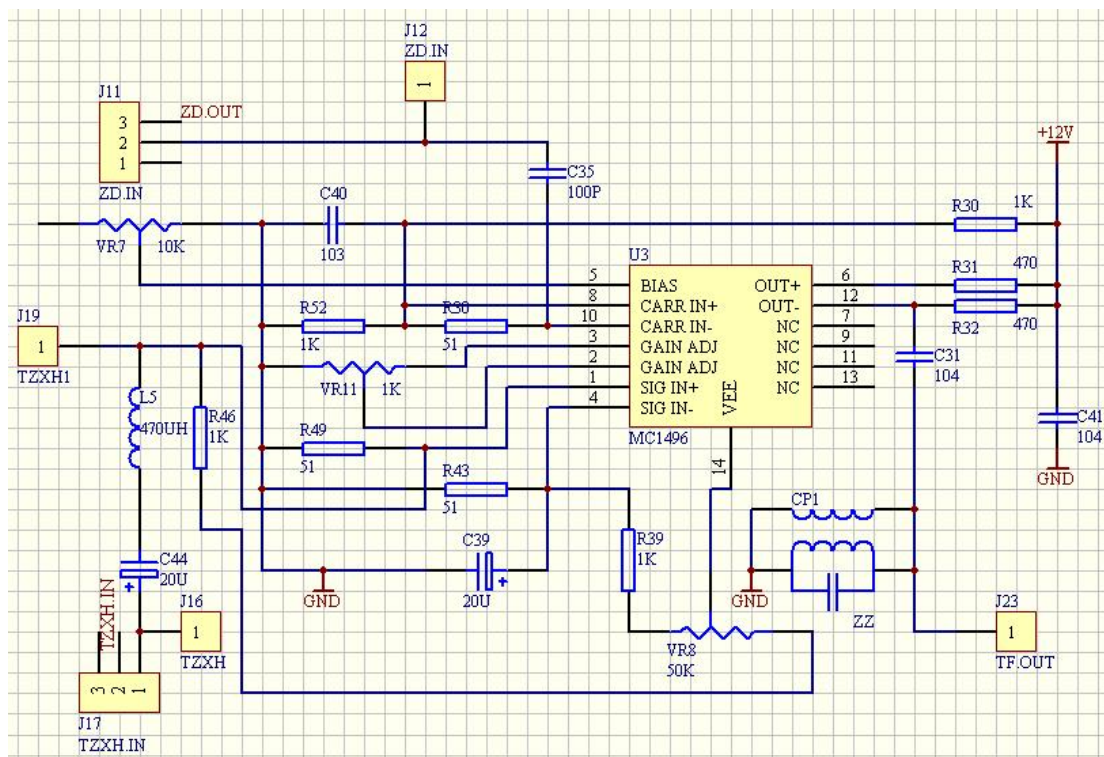 J12
ZD.IN
1
J11
ZD.OUT
3
2
1
ZD.IN
+12V
C35
100P
C40
103
R30
1K
VR7
10K
U3
5
BIAS
OUT+
6
R31
470
8
CARR IN+
OUT-
12
R32
470
10
CARR IN-
NC
7
3
GAIN ADJ
NC
9
2
GAIN ADJ
NC
11
1
SIG IN+
NC
13
4
SIG IN-
VEE
MC1496
14
R52
1K
R30
51
VR11
1K
J19
1
TZXH1
L5
470UH
R46
1K
R49
51
R43
51
C31
104
C41
104
GND
CP1
C39
20U
GND
R39
1K
GND
ZZ
C44
20U
+
+
TZXH.IN
J16
1
TZXH
VR8
50K
J23
1
TF.OUT
3
2
1
J17
TZXH.IN